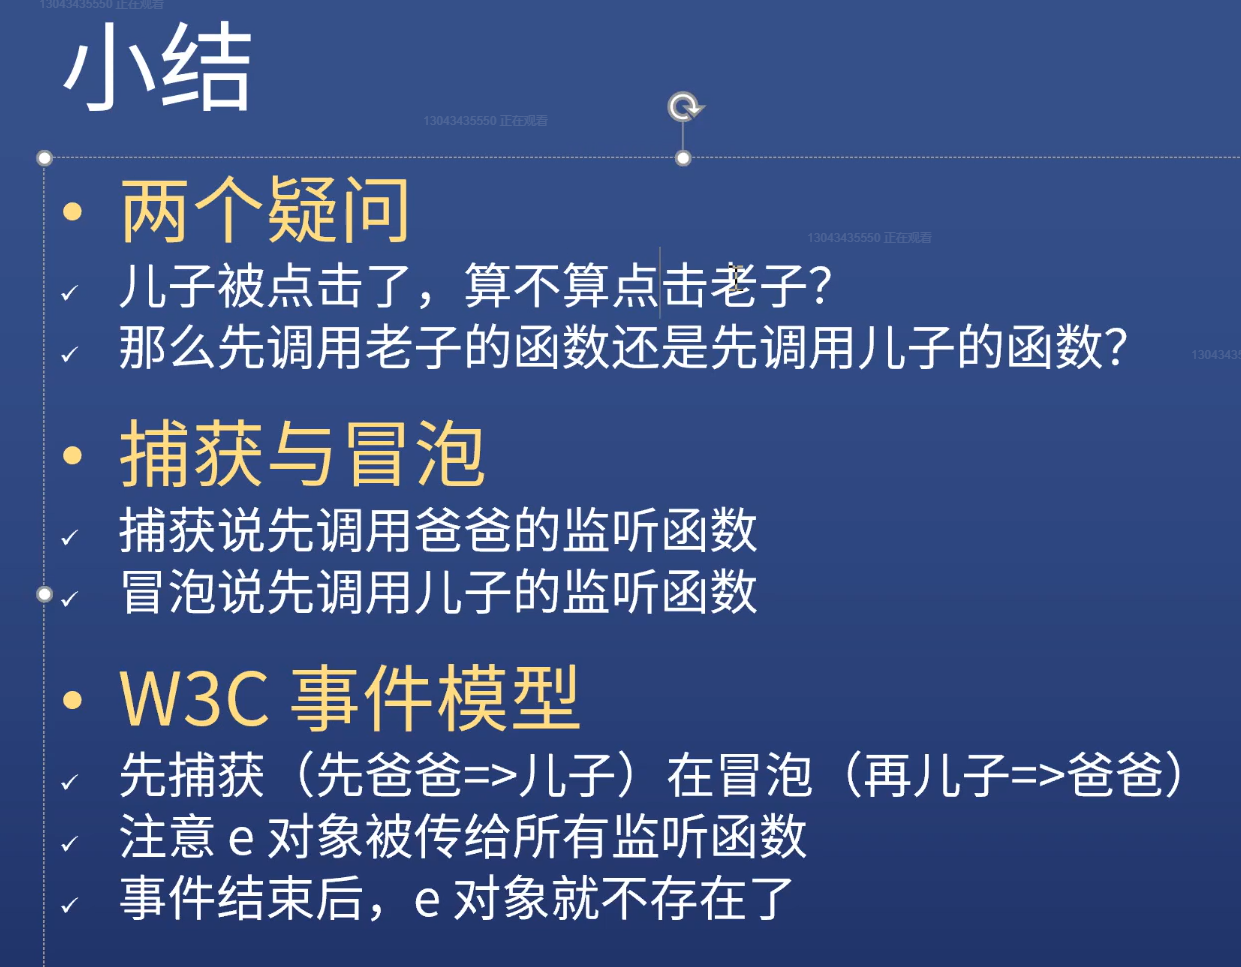 13043435550 正在观看
小结
13043435550 正在观看
• 两个疑问
13043435550 正在观看
✓ 儿子被点击了，算不算点击老子？
✓ 那么先调用老子的函数还是先调用儿子的函数？
1304343
• 捕获与冒泡
✓ 捕获说先调用爸爸的监听函数
✓ 冒泡说先调用儿子的监听函数
• W3C 事件模型
✓ 先捕获（先爸爸=>儿子）在冒泡（再儿子=>爸爸）
✓ 注意 e 对象被传给所有监听函数
✓ 事件结束后，e 对象就不存在了